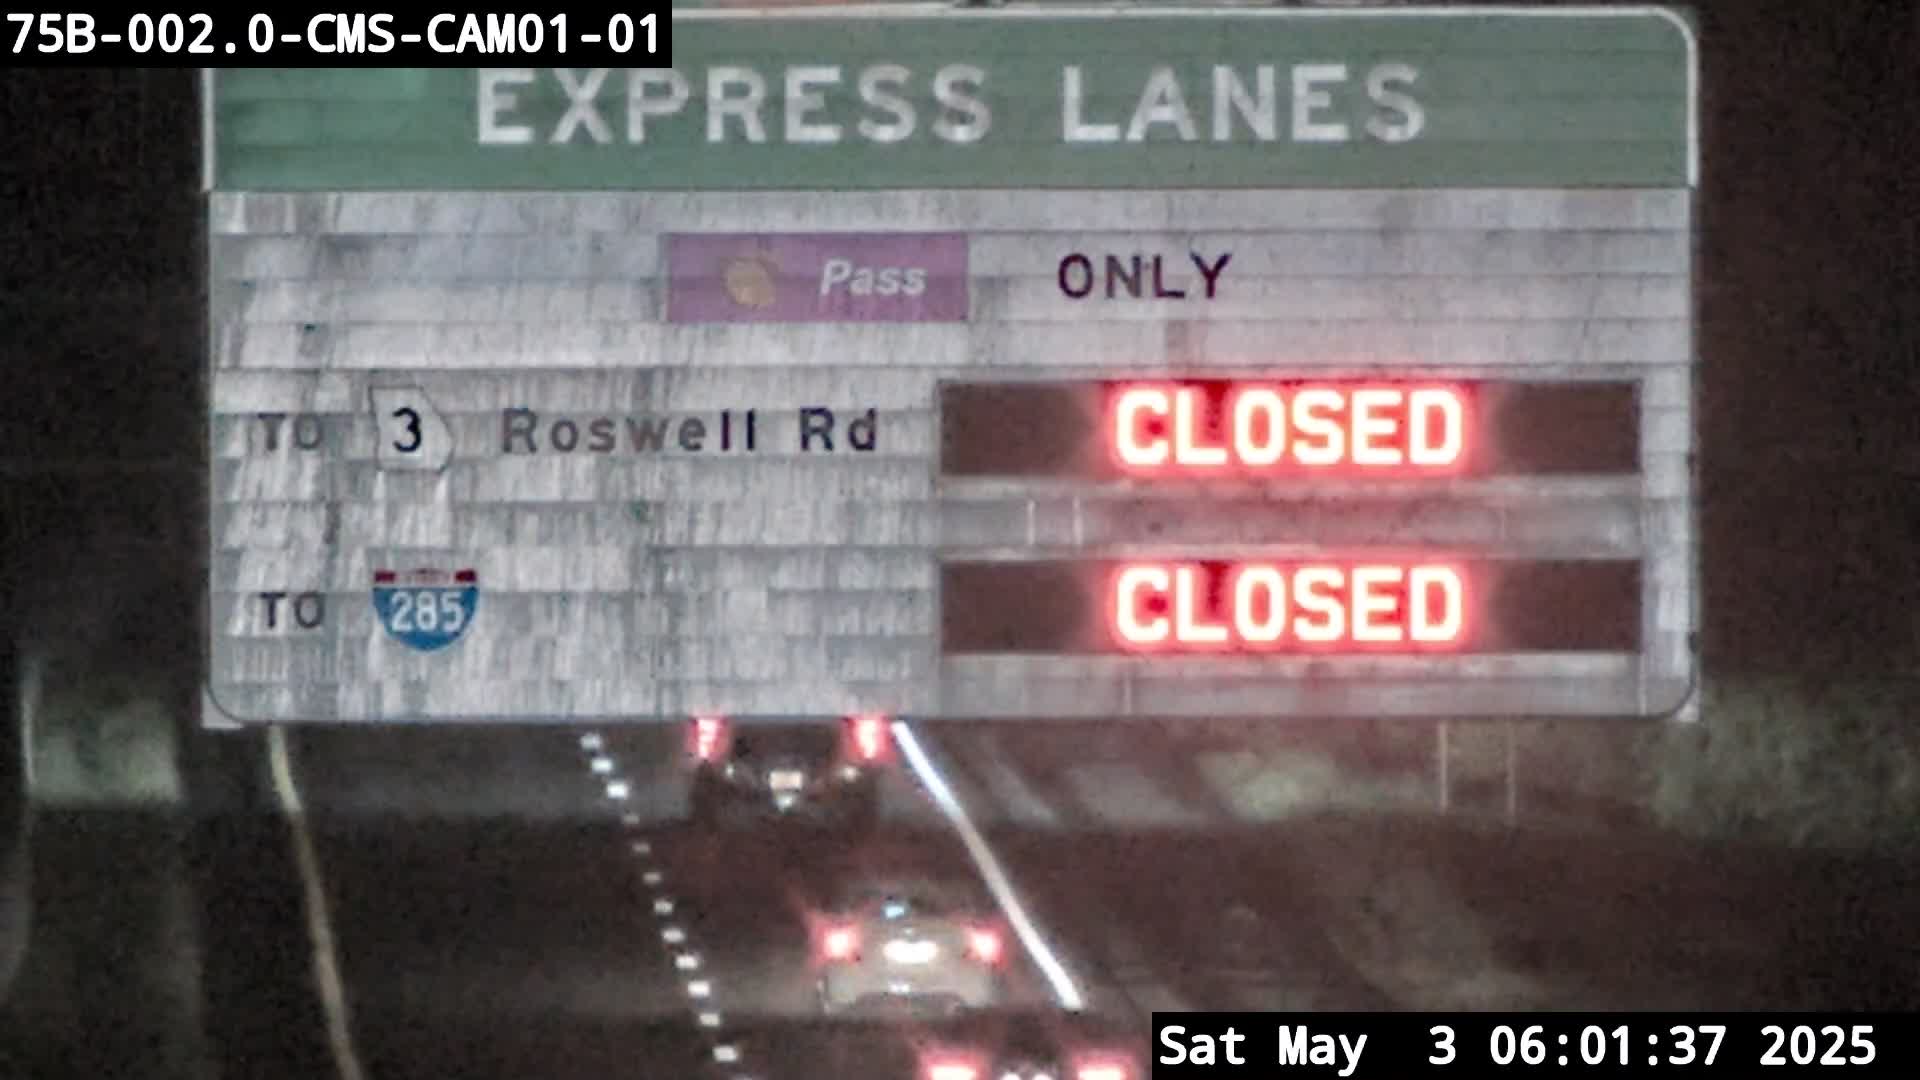 75B-002.0-CMS-CAM01-01
EXPRESS LANES
Pass ONLY
TO 3 Roswell Rd CLOSED
TO 285 CLOSED
Sat May 3 06:01:37 2025